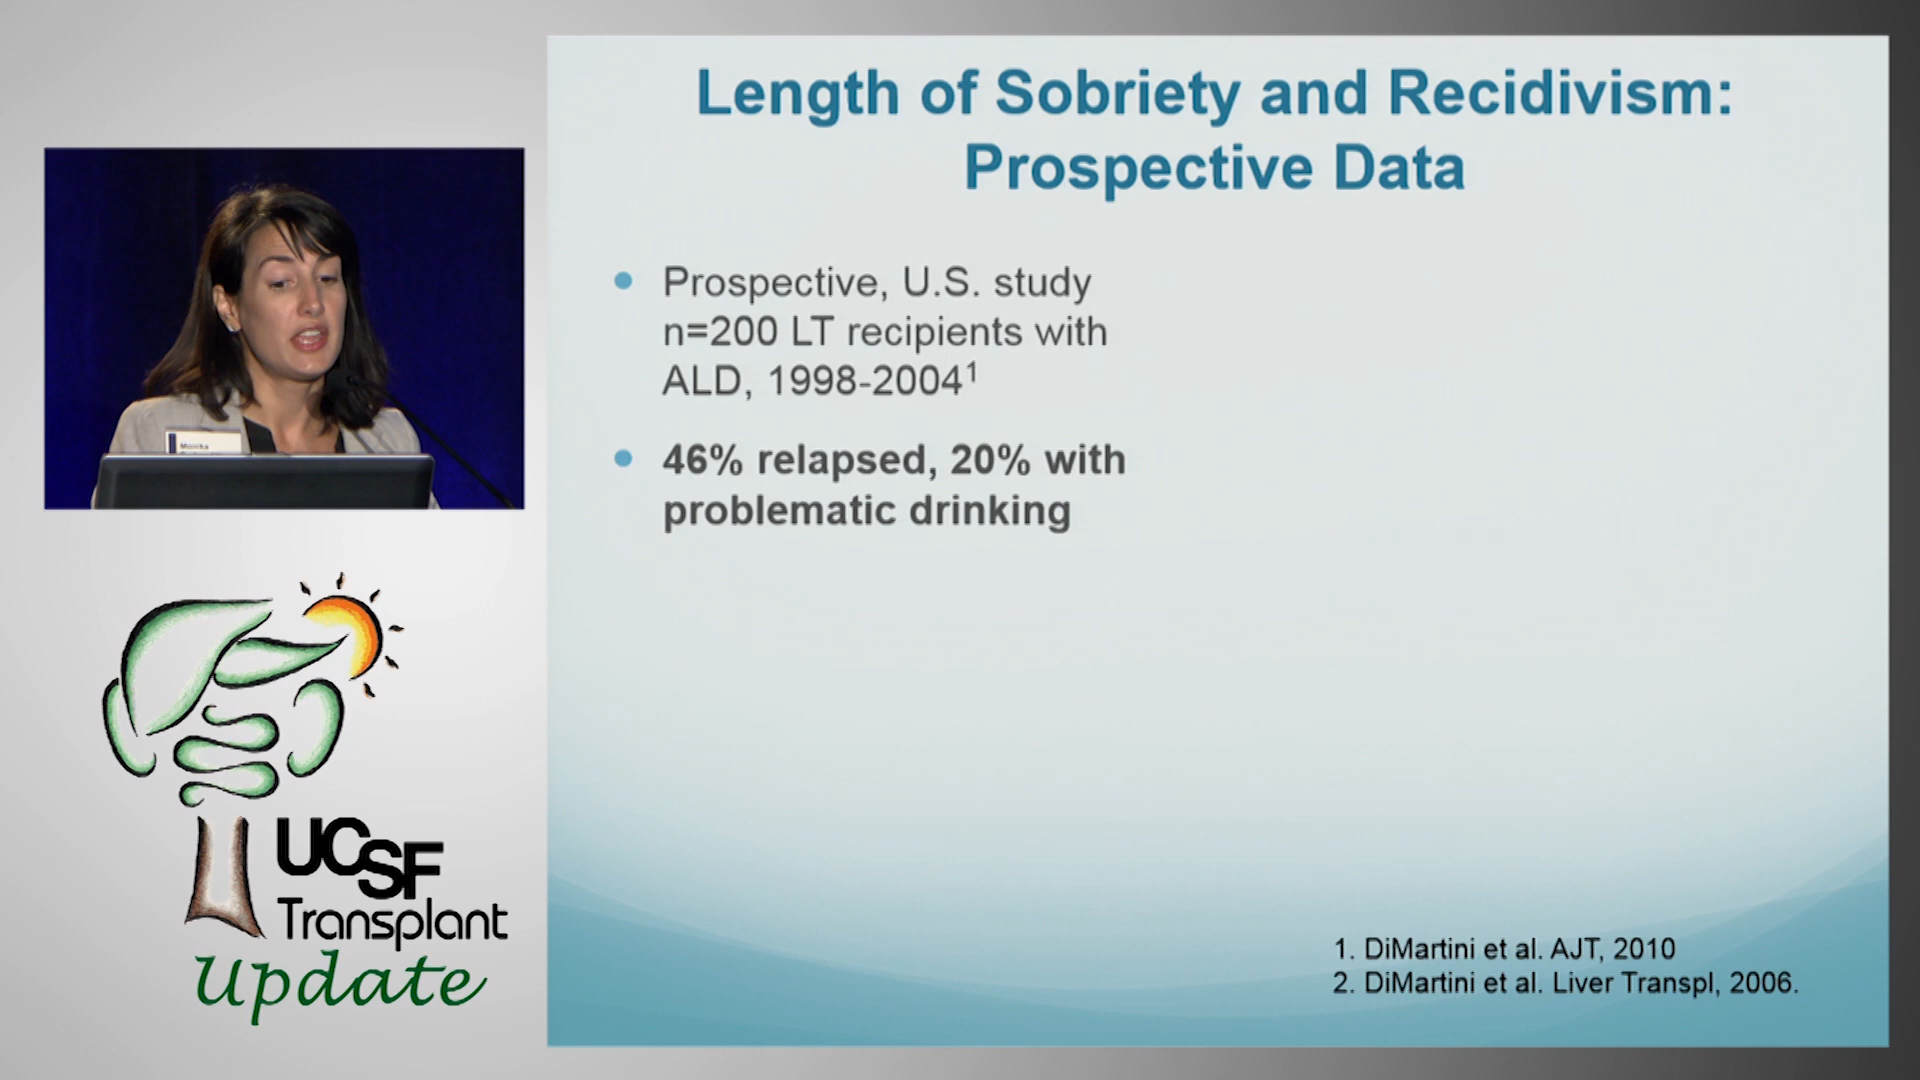 Length of Sobriety and Recidivism:
Prospective Data
• Prospective, U.S. study
n=200 LT recipients with
ALD, 1998-2004¹
• 46% relapsed, 20% with
problematic drinking
1. DiMartini et al. AJT, 2010
2. DiMartini et al. Liver Transpl, 2006.
Monika
UCSF
Transplant
Update